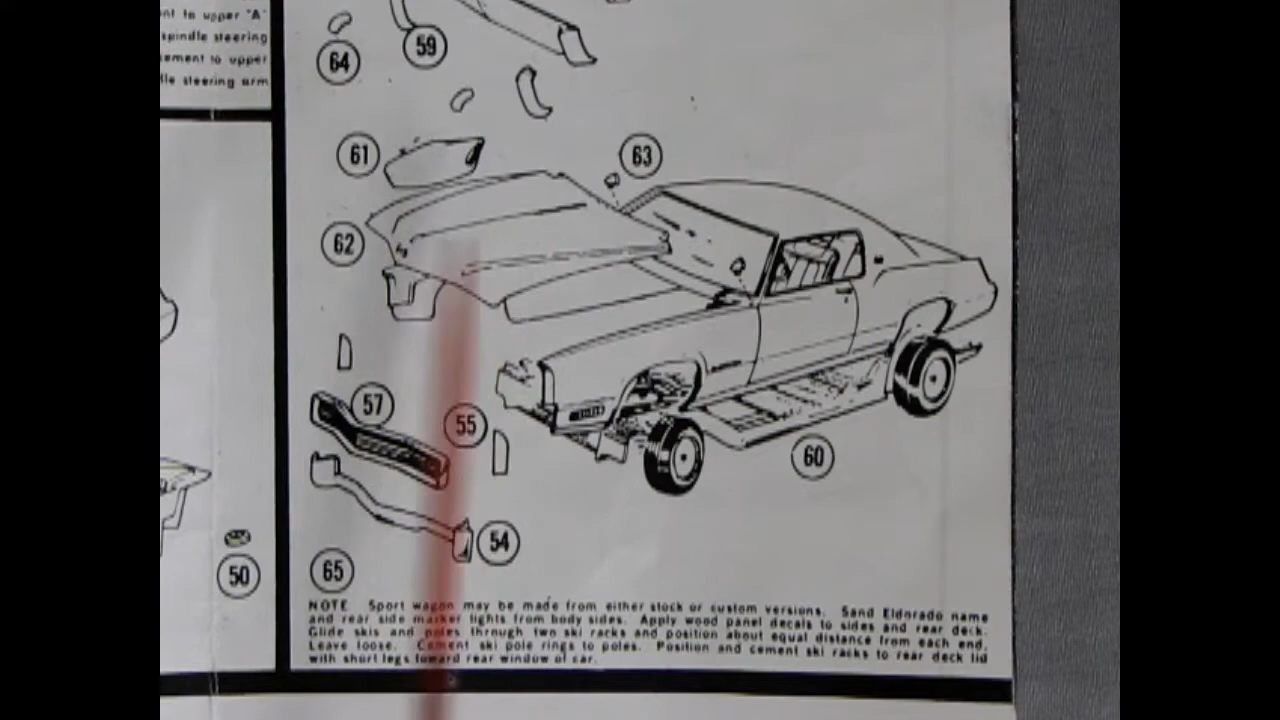 nt to upper "A"
spindle steering
cement to upper
dle steering arm
64
59
61
63
62
57
55
60
54
50
65
NOTE. Sport wagon may be made from either stock or custom versions. Sand Eldorado name
and rear side marker lights from body sides. Apply wood panel decals to sides and rear deck.
Glide skis and poles through two ski racks and position about equal distance from each end.
Leave loose. Cement ski pole rings to poles. Position and cement ski racks to rear deck lid
with short legs toward rear window of car.